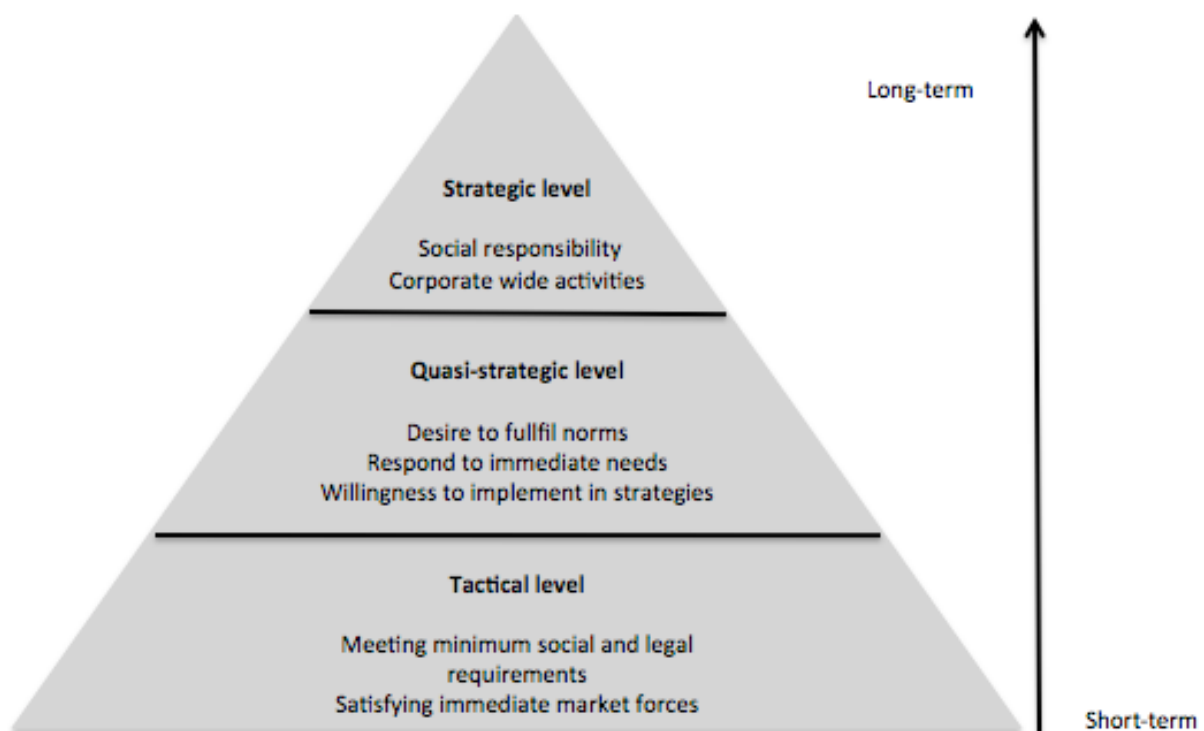 Long-term
Strategic level
Social responsibility
Corporate wide activities
Quasi-strategic level
Desire to fullfil norms
Respond to immediate needs
Willingness to implement in strategies
Tactical level
Meeting minimum social and legal
requirements
Satisfying immediate market forces
Short-term